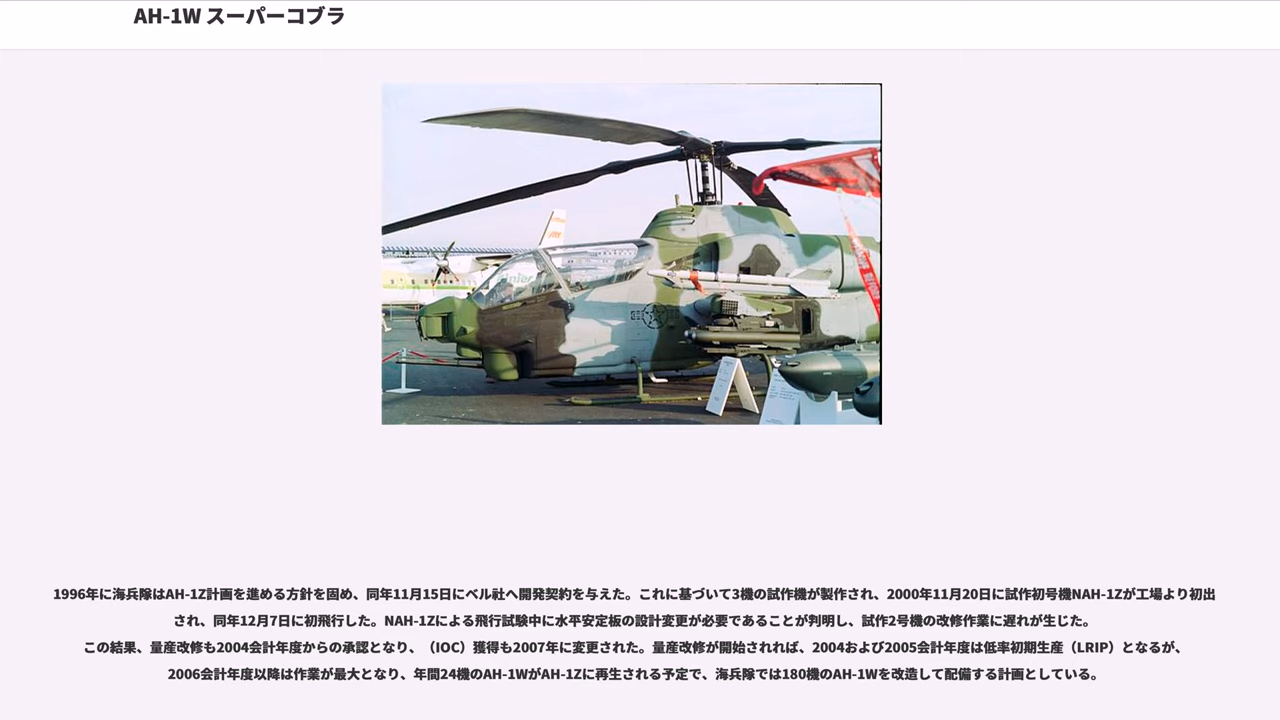 AH-1W スーパーコブラ
1996年に海兵隊はAH-1Z計画を進める方針を固め、同年11月15日にベル社へ開発契約を与えた。これに基づいて3機の試作機が製作され、2000年11月20日に試作初号機NAH-1Zが工場より初出
され、同年12月7日に初飛行した。NAH-1Zによる飛行試験中に水平安定板の設計変更が必要であることが判明し、試作2号機の改修作業に遅れが生じた。
この結果、量産改修も2004会計年度からの承認となり、（IOC）獲得も2007年に変更された。量産改修が開始されれば、2004および2005会計年度は低率初期生産（LRIP）となるが、
2006会計年度以降は作業が最大となり、年間24機のAH-1WがAH-1Zに再生される予定で、海兵隊では180機のAH-1Wを改造して配備する計画としている。